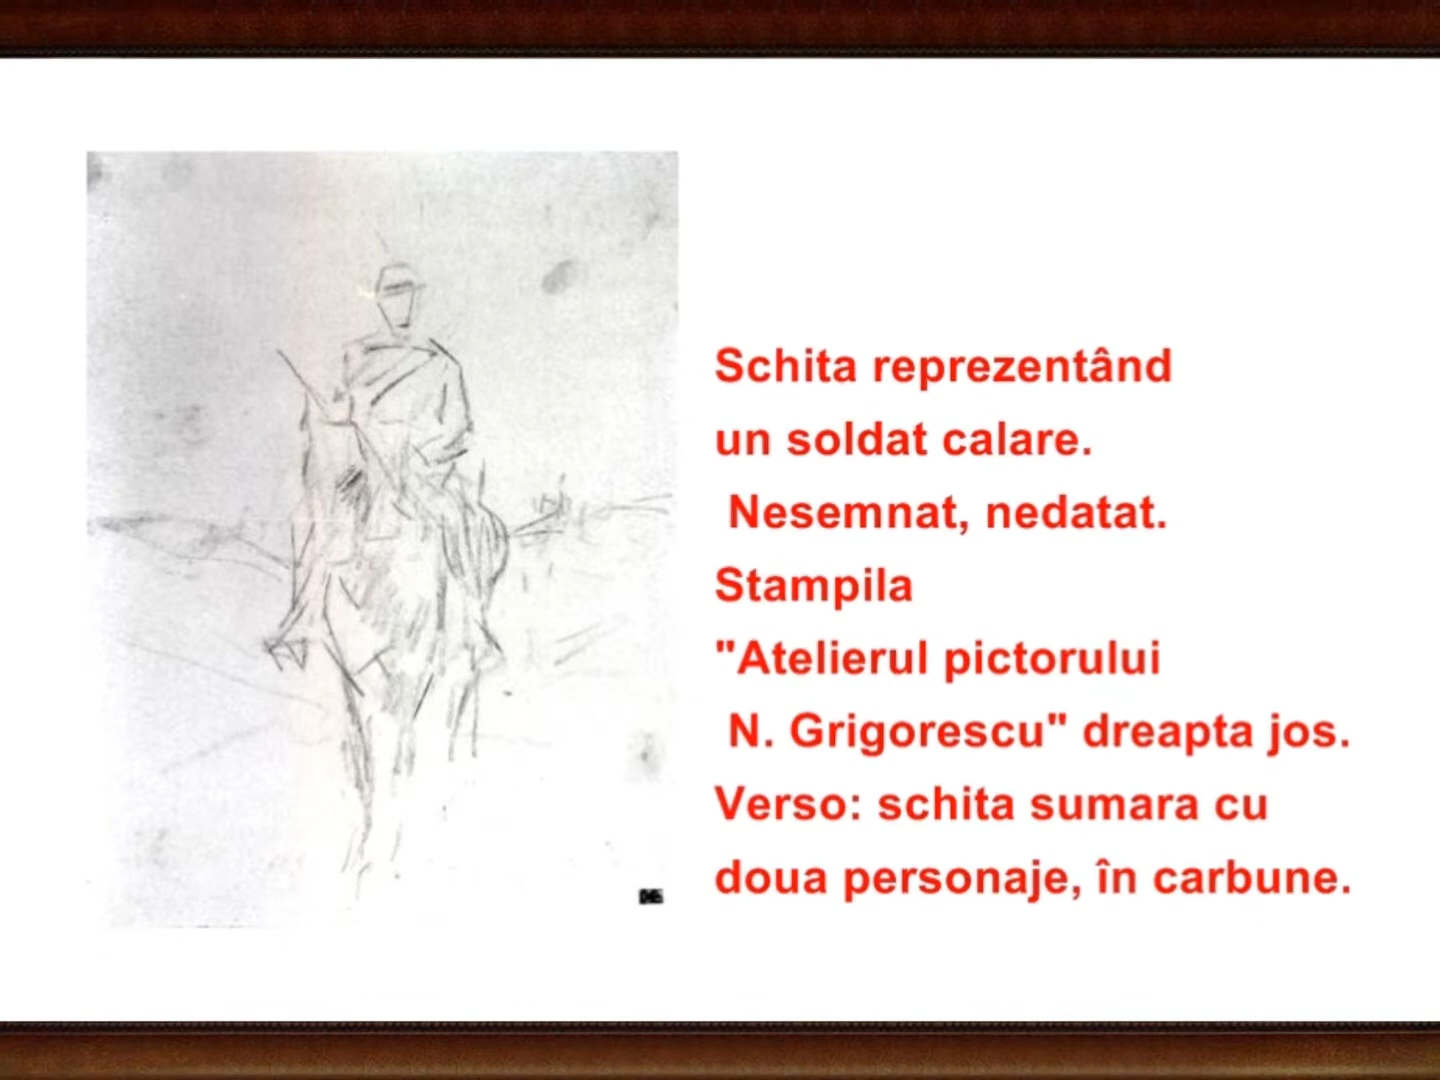 Schita reprezentând
un soldat calare.
Nesemnat, nedatat.
Stampila
"Atelierul pictorului
N. Grigorescu" dreapta jos.
Verso: schita sumara cu
doua personaje, în carbune.